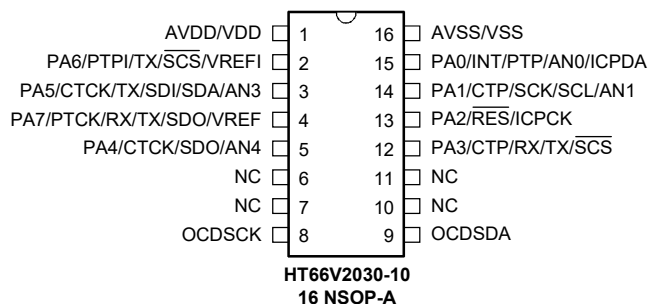 AVDD/VDD 1 16 AVSS/VSS
PA6/PTPI/TX/SCS/VREFI 2 15 PA0/INT/PTP/AN0/ICPDA
PA5/CTCK/TX/SDI/SDA/AN3 3 14 PA1/CTP/SCK/SCL/AN1
PA7/PTCK/RX/TX/SDO/VREF 4 13 PA2/RES/ICPCK
PA4/CTCK/SDO/AN4 5 12 PA3/CTP/RX/TX/SCS
NC 6 11 NC
NC 7 10 NC
OCDSCK 8 9 OCDSDA
HT66V2030-10
16 NSOP-A